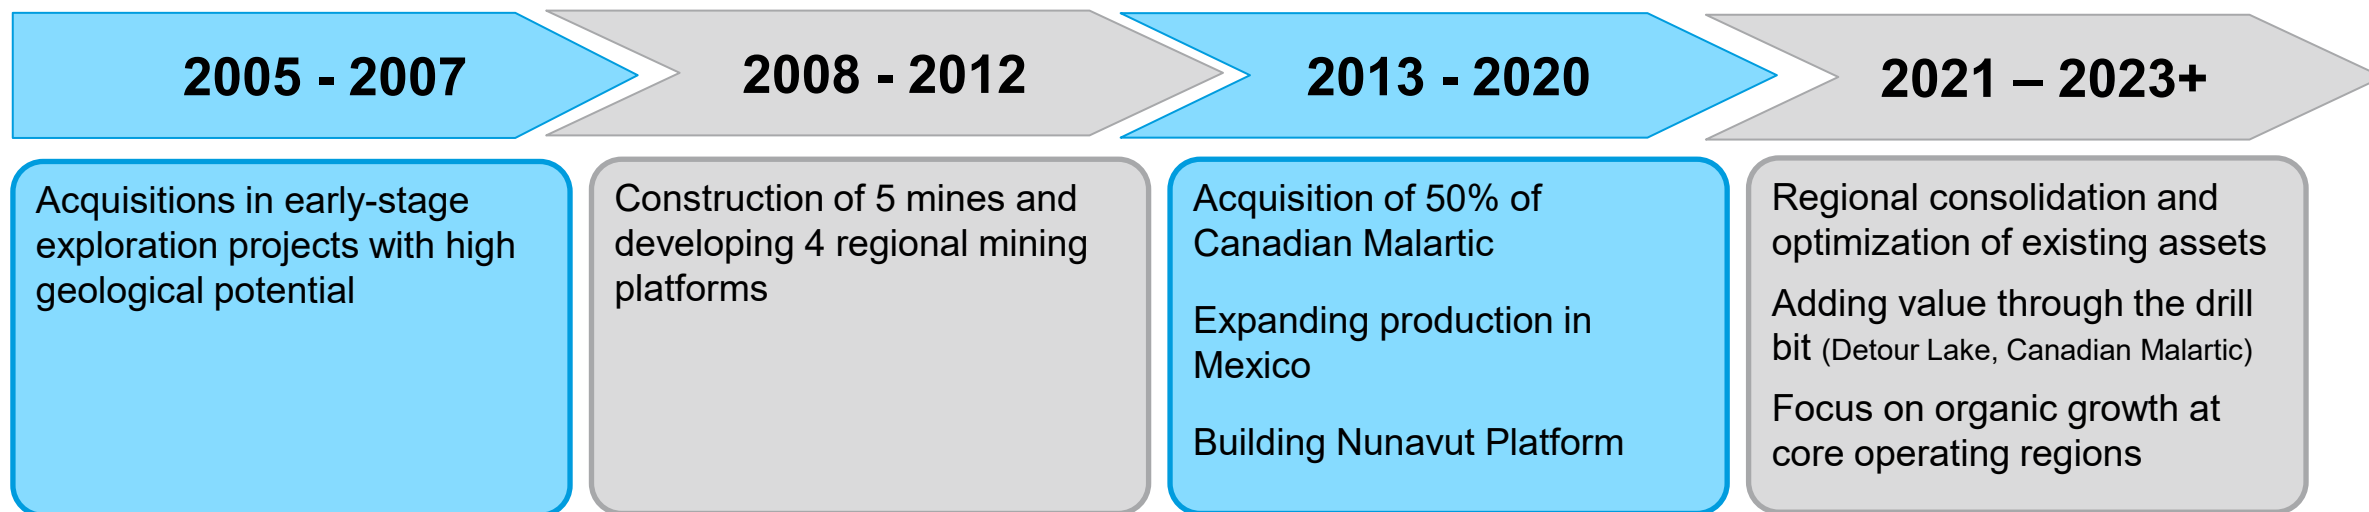 2005 - 2007
2008 - 2012
2013 - 2020
2021 – 2023+
Acquisitions in early-stage
exploration projects with high
geological potential
Construction of 5 mines and
developing 4 regional mining
platforms
Acquisition of 50% of
Canadian Malartic
Expanding production in
Mexico
Building Nunavut Platform
Regional consolidation and
optimization of existing assets
Adding value through the drill
bit (Detour Lake, Canadian Malartic)
Focus on organic growth at
core operating regions